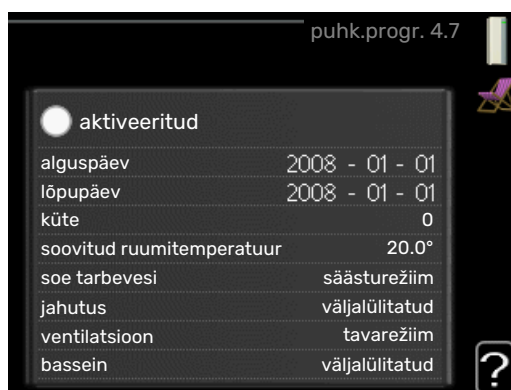 puhk.progr. 4.7
aktiveeritud
alguspäev 2008 - 01 - 01
lõpupäev 2008 - 01 - 01
küte 0
soovitud ruumitemperatuur 20.0°
soe tarbevesi säästurežiim
jahutus väljalülitatud
ventilatsioon tavarežiim
bassein väljalülitatud
?